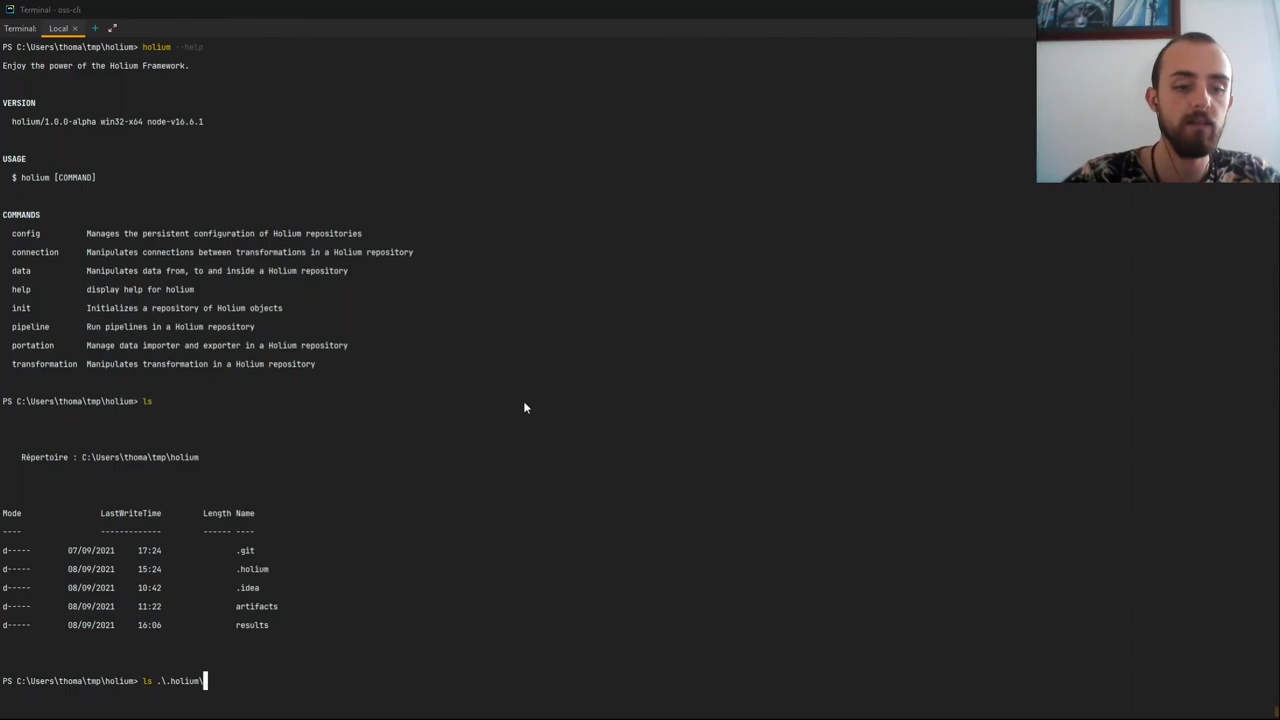 Terminal - oss-cli
Terminal: Local × +
PS C:\Users\thoma\tmp\holium> holium --help
Enjoy the power of the Holium Framework.
VERSION
holium/1.0.0-alpha win32-x64 node-v16.6.1
USAGE
$ holium [COMMAND]
COMMANDS
config Manages the persistent configuration of Holium repositories
connection Manipulates connections between transformations in a Holium repository
data Manipulates data from, to and inside a Holium repository
help display help for holium
init Initializes a repository of Holium objects
pipeline Run pipelines in a Holium repository
portation Manage data importer and exporter in a Holium repository
transformation Manipulates transformation in a Holium repository
PS C:\Users\thoma\tmp\holium> ls
Répertoire : C:\Users\thoma\tmp\holium
Mode LastWriteTime Length Name
---- ------------- ------ ----
d----- 07/09/2021 17:24 .git
d----- 08/09/2021 15:24 .holium
d----- 08/09/2021 10:42 .idea
d----- 08/09/2021 11:22 artifacts
d----- 08/09/2021 16:06 results
PS C:\Users\thoma\tmp\holium> ls .\.holium\